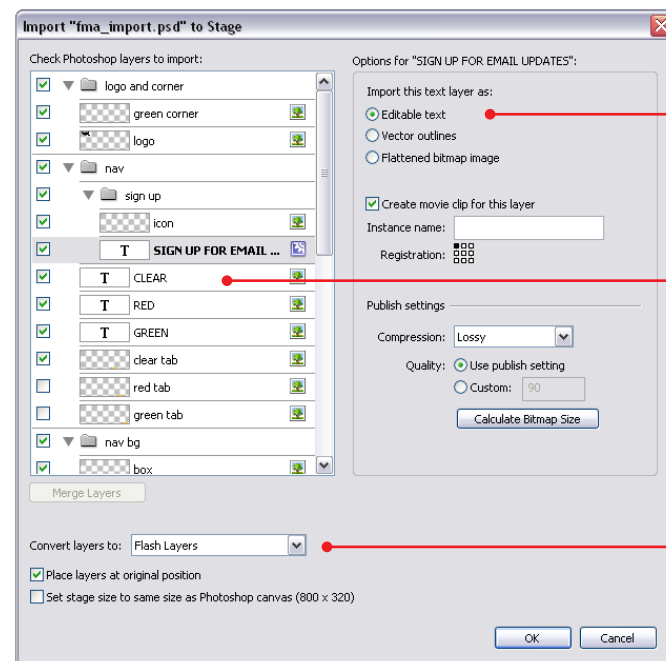 Import "fma_import.psd" to Stage
Check Photoshop layers to import:
logo and corner
green corner
logo
nav
sign up
icon
T SIGN UP FOR EMAIL ...
T CLEAR
T RED
T GREEN
clear tab
red tab
green tab
nav bg
box
Merge Layers
Convert layers to: Flash Layers
Place layers at original position
Set stage size to same size as Photoshop canvas (800 x 320)
Options for "SIGN UP FOR EMAIL UPDATES":
Import this text layer as:
Editable text
Vector outlines
Flattened bitmap image
Create movie clip for this layer
Instance name:
Registration:
Publish settings
Compression: Lossy
Quality: Use publish setting
Custom: 90
Calculate Bitmap Size
OK Cancel